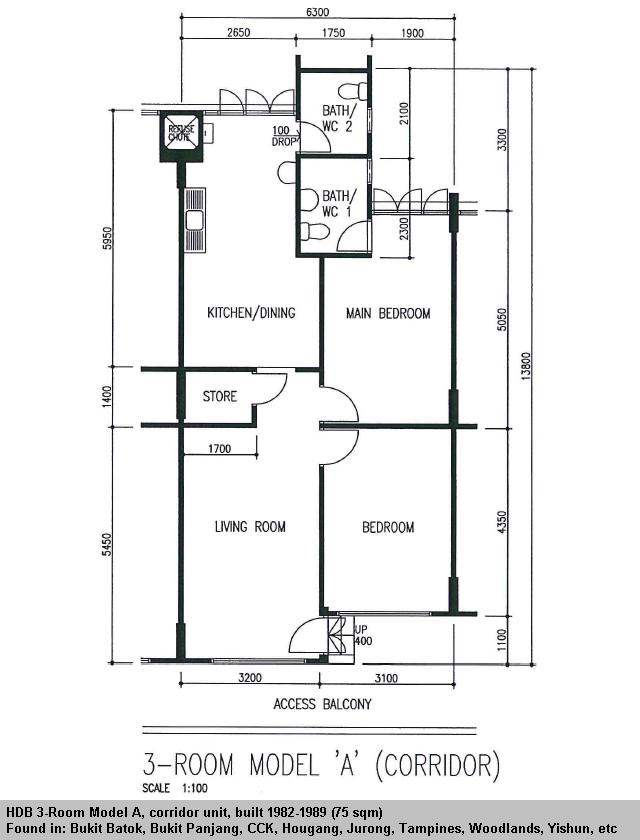 6300
2650 1750 1900
REFUSE
CHUTE
BATH/
WC 2
100
DROP
2100
3300
BATH/
WC 1
2300
5950
KITCHEN/DINING
MAIN BEDROOM
5050
13800
STORE
1400
1700
LIVING ROOM
BEDROOM
5450
4350
UP
400
1100
3200 3100
ACCESS BALCONY
3-ROOM MODEL 'A' (CORRIDOR)
SCALE 1:100
HDB 3-Room Model A, corridor unit, built 1982-1989 (75 sqm)
Found in: Bukit Batok, Bukit Panjang, CCK, Hougang, Jurong, Tampines, Woodlands, Yishun, etc